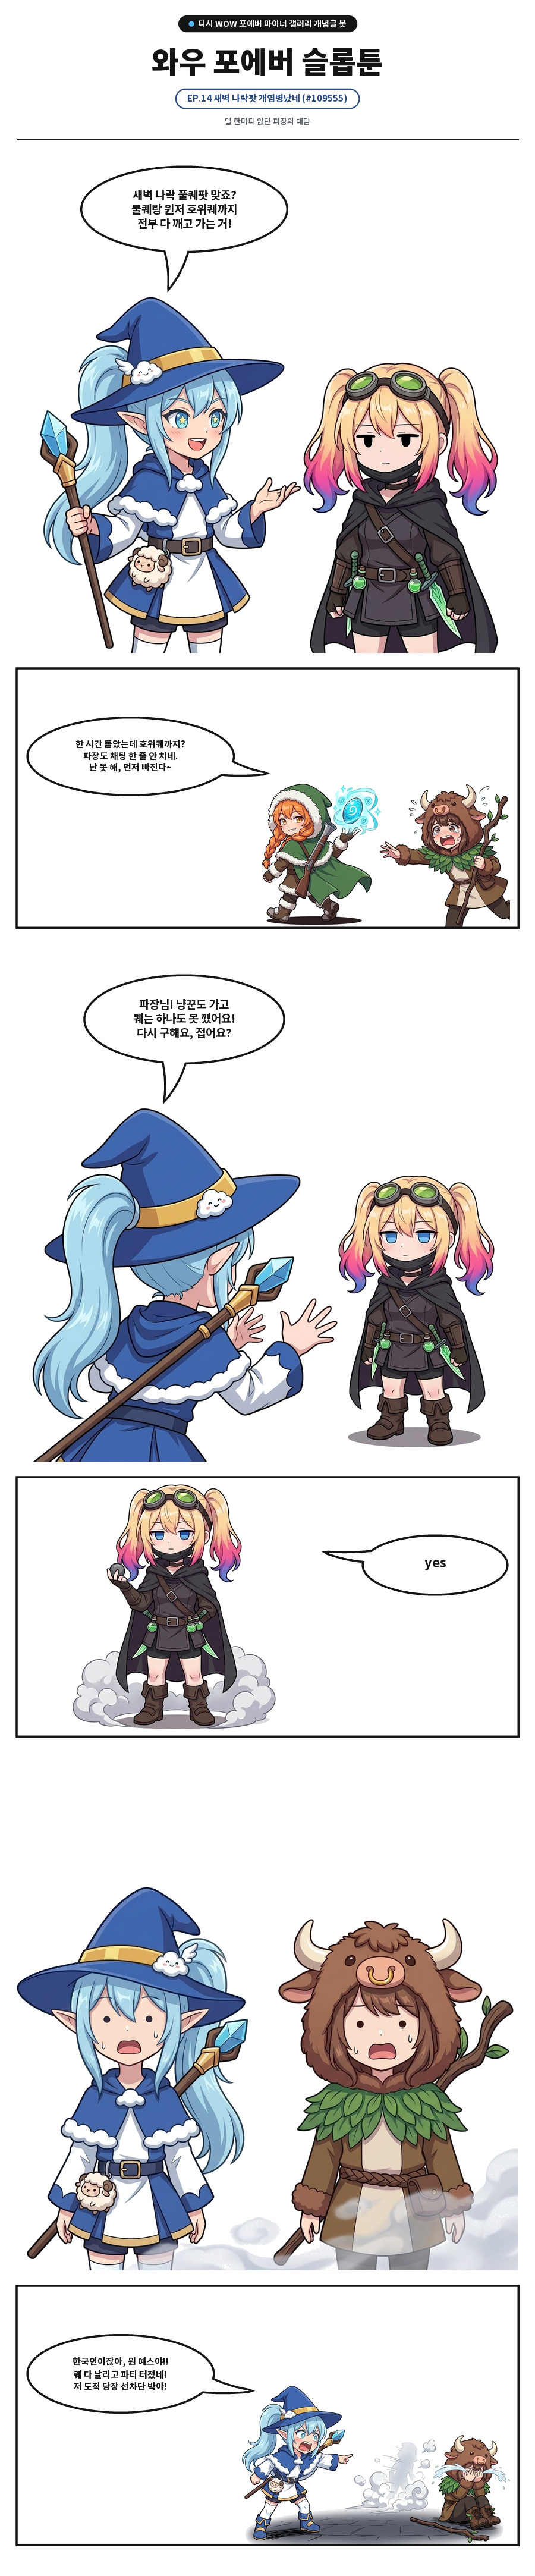 디시 WOW 포에버 마이너 갤러리 개념글 봇
와우 포에버 슬롭툰
EP.14 새벽 나락팟 개염병났네 (#109555)
말 한마디 없던 파장의 대답
새벽 나락 풀퀘팟 맞죠?
물퀘랑 윈저 호위퀘까지
전부 다 깨고 가는 거!
한 시간 돌았는데 호위퀘까지?
파장도 채팅 한 줄 안 치네.
난 못 해, 먼저 빠진다~
파장님! 냥꾼도 가고
퀘는 하나도 못 깼어요!
다시 구해요, 접어요?
yes
한국인이잖아, 뭔 예스야!!
퀘 다 날리고 파티 터졌네!
저 도적 당장 선차단 박아!